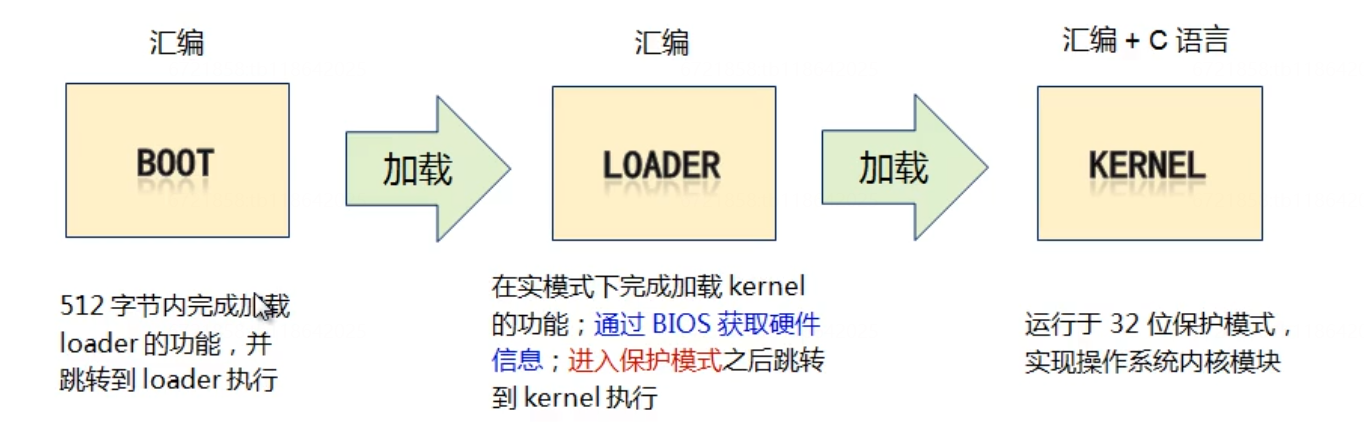 汇编
汇编
汇编 + C 语言
BOOT
加载
LOADER
加载
KERNEL
512 字节内完成加载
loader 的功能，并
跳转到 loader 执行
在实模式下完成加载 kernel
的功能；通过 BIOS 获取硬件
信息；进入保护模式之后跳转
到 kernel 执行
运行于 32 位保护模式，
实现操作系统内核模块